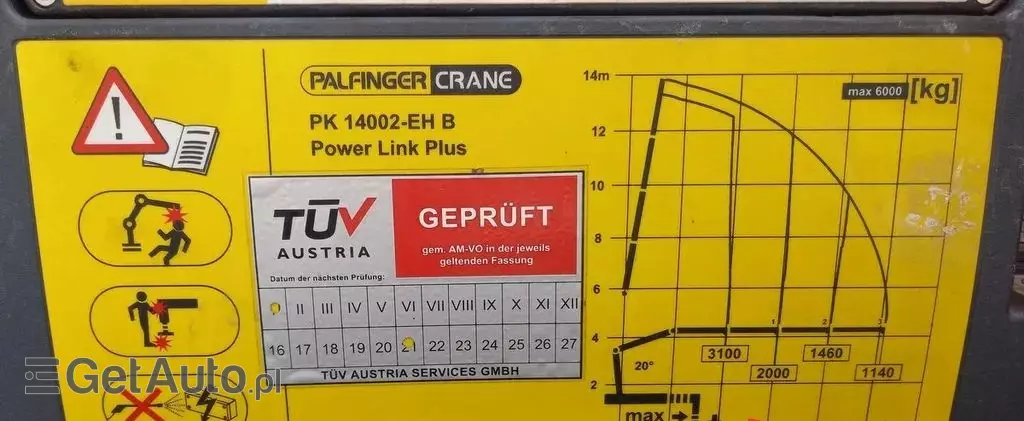 PALFINGER CRANE
PK 14002-EH B
Power Link Plus
TÜV
AUSTRIA
GEPRÜFT
gem. AM-VO in der jeweils
geltenden Fassung
Datum der nächsten Prüfung:
II III IV V VI VII VIII IX X XI XII
16 17 18 19 20 21 22 23 24 25 26 27
TÜV AUSTRIA SERVICES GMBH
14m
12
10
8
6
4
2
max 6000 [kg]
1 2 3
20°
3100
2000
1460
1140
max
GetAuto.pl